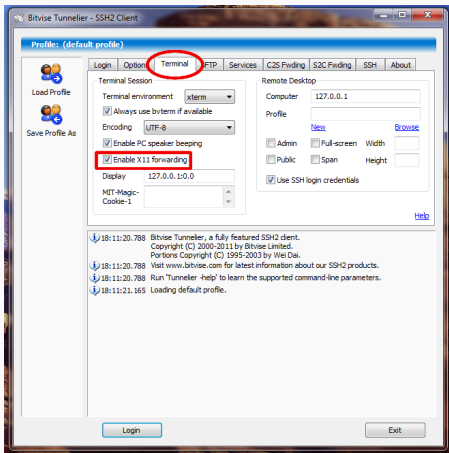 Bitvise Tunnelier - SSH2 Client
Profile: (default profile)
Load Profile
Save Profile As
Login Option Terminal FTP Services C2S Fwding S2C Fwding SSH About
Terminal Session
Terminal environment xterm
Always use bvterm if available
Encoding UTF-8
Enable PC speaker beeping
Enable X11 forwarding
Display 127.0.0.1:0.0
MIT-Magic-
Cookie-1
Remote Desktop
Computer 127.0.0.1
Profile
New Browse
Admin Full-screen Width
Public Span Height
Use SSH login credentials
Help
18:11:20.788 Bitvise Tunnelier, a fully featured SSH2 client.
Copyright (C) 2000-2011 by Bitvise Limited.
Portions Copyright (C) 1995-2003 by Wei Dai.
18:11:20.788 Visit www.bitvise.com for latest information about our SSH2 products.
18:11:20.788 Run 'Tunnelier -help' to learn the supported command-line parameters.
18:11:21.165 Loading default profile.
Login
Exit